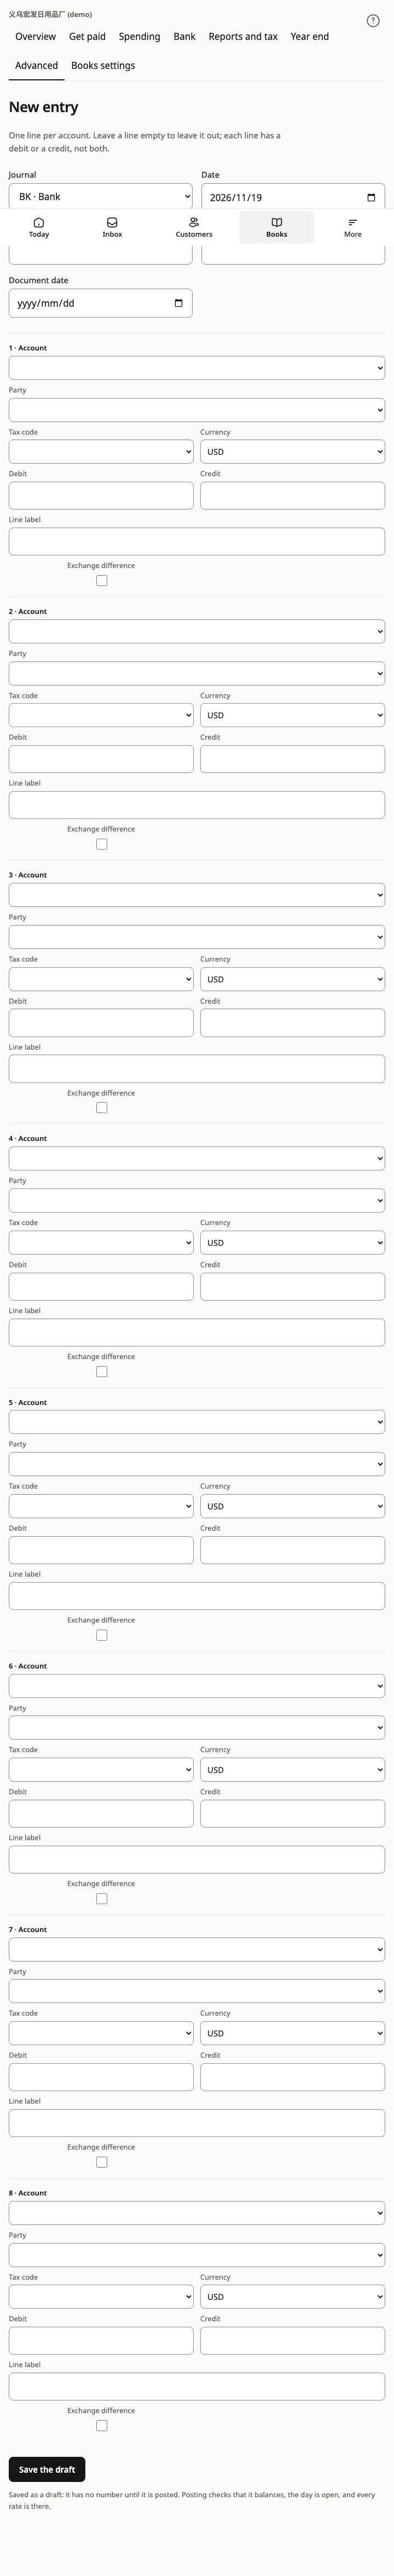 义乌宏发日用品厂 (demo)
Overview Get paid Spending Bank Reports and tax Year end
Advanced Books settings
New entry
One line per account. Leave a line empty to leave it out; each line has a
debit or a credit, not both.
Journal Date
BK · Bank 2026/11/19
Today Inbox Customers Books More
Document date
yyyy/mm/dd
1 · Account
Party
Tax code Currency
USD
Debit Credit
Line label
Exchange difference
2 · Account
Party
Tax code Currency
USD
Debit Credit
Line label
Exchange difference
3 · Account
Party
Tax code Currency
USD
Debit Credit
Line label
Exchange difference
4 · Account
Party
Tax code Currency
USD
Debit Credit
Line label
Exchange difference
5 · Account
Party
Tax code Currency
USD
Debit Credit
Line label
Exchange difference
6 · Account
Party
Tax code Currency
USD
Debit Credit
Line label
Exchange difference
7 · Account
Party
Tax code Currency
USD
Debit Credit
Line label
Exchange difference
8 · Account
Party
Tax code Currency
USD
Debit Credit
Line label
Exchange difference
Save the draft
Saved as a draft: it has no number until it is posted. Posting checks that it balances, the day is open, and every
rate is there.